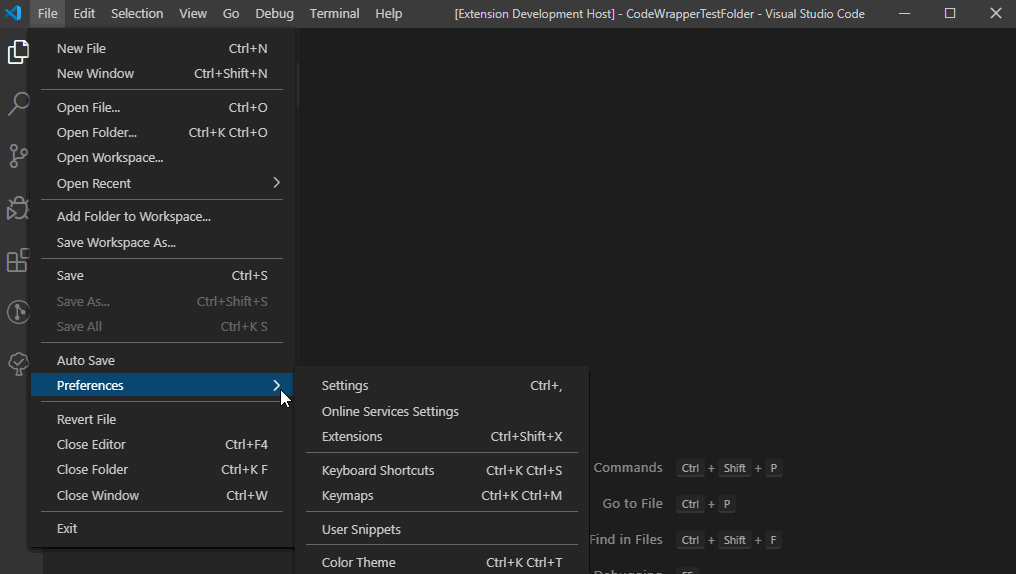 File Edit Selection View Go Debug Terminal Help [Extension Development Host] - CodeWrapperTestFolder - Visual Studio Code
New File Ctrl+N
New Window Ctrl+Shift+N
Open File... Ctrl+O
Open Folder... Ctrl+K Ctrl+O
Open Workspace...
Open Recent
Add Folder to Workspace...
Save Workspace As...
Save Ctrl+S
Save As... Ctrl+Shift+S
Save All Ctrl+K S
Auto Save
Preferences
Revert File
Close Editor Ctrl+F4
Close Folder Ctrl+K F
Close Window Ctrl+W
Exit
Settings Ctrl+,
Online Services Settings
Extensions Ctrl+Shift+X
Keyboard Shortcuts Ctrl+K Ctrl+S
Keymaps Ctrl+K Ctrl+M
User Snippets
Color Theme Ctrl+K Ctrl+T
Commands Ctrl + Shift + P
Go to File Ctrl + P
Find in Files Ctrl + Shift + F